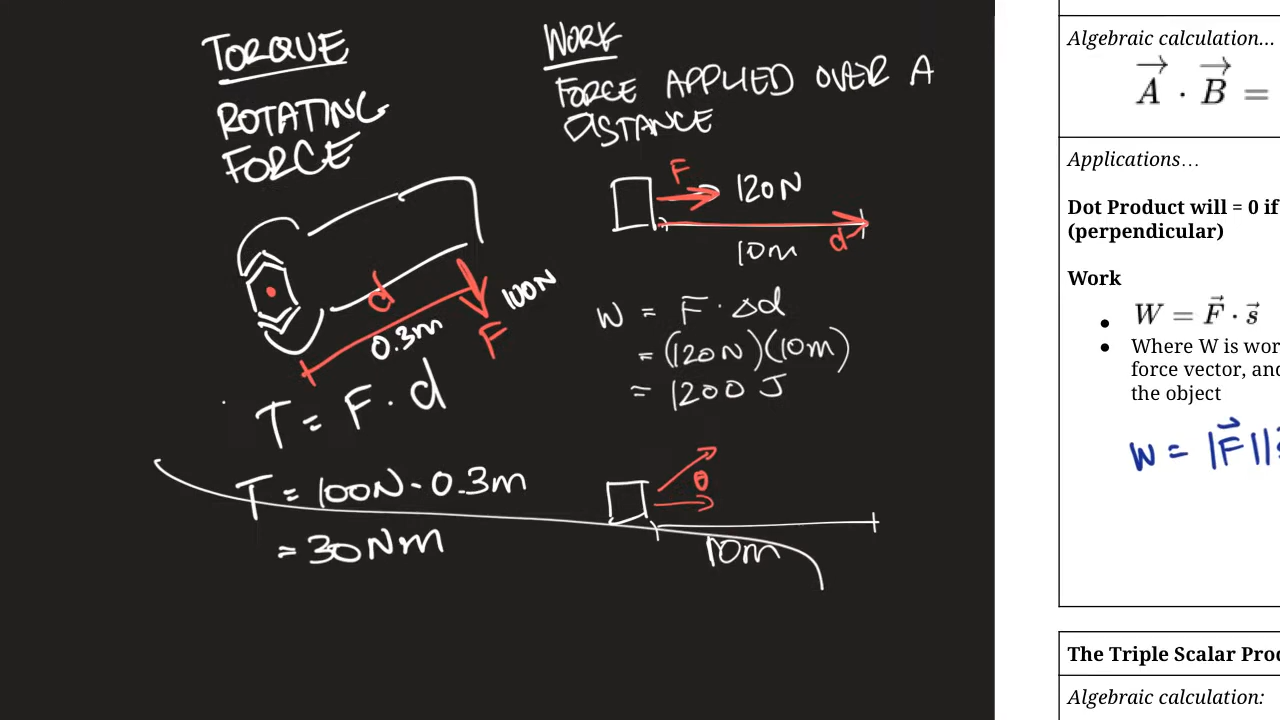 TORQUE
ROTATING
FORCE
d
0.3m
F
100N
T = F · d
T = 100N · 0.3m
= 30Nm
WORK
FORCE APPLIED OVER A
DISTANCE
F
120N
d
10m
W = F · Δd
= (120N)(10m)
= 1200 J
θ
10m
Algebraic calculation...
A · B =
Applications…
Dot Product will = 0 if
(perpendicular)
Work
W = F · s
Where W is wor
force vector, and
the object
W = |F||
The Triple Scalar Prod
Algebraic calculation: